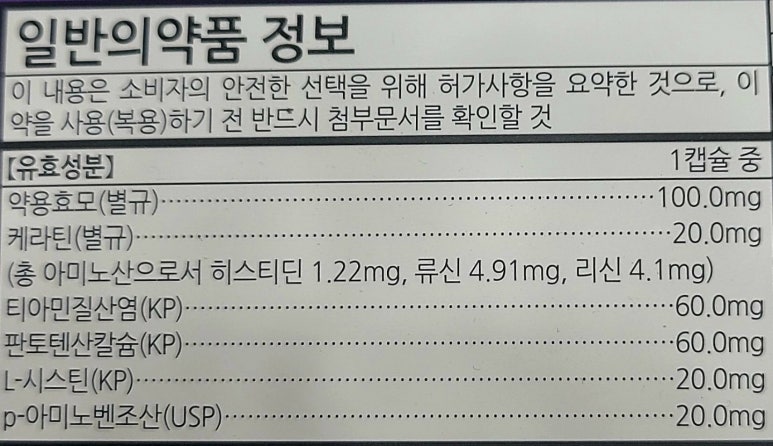 일반의약품 정보
이 내용은 소비자의 안전한 선택을 위해 허가사항을 요약한 것으로, 이
약을 사용(복용)하기 전 반드시 첨부문서를 확인할 것
[유효성분] 1캡슐 중
약용효모(별규)····················100.0mg
케라틴(별규)····················20.0mg
(총 아미노산으로서 히스티딘 1.22mg, 류신 4.91mg, 리신 4.1mg)
티아민질산염(KP)····················60.0mg
판토텐산칼슘(KP)····················60.0mg
L-시스틴(KP)····················20.0mg
p-아미노벤조산(USP)····················20.0mg